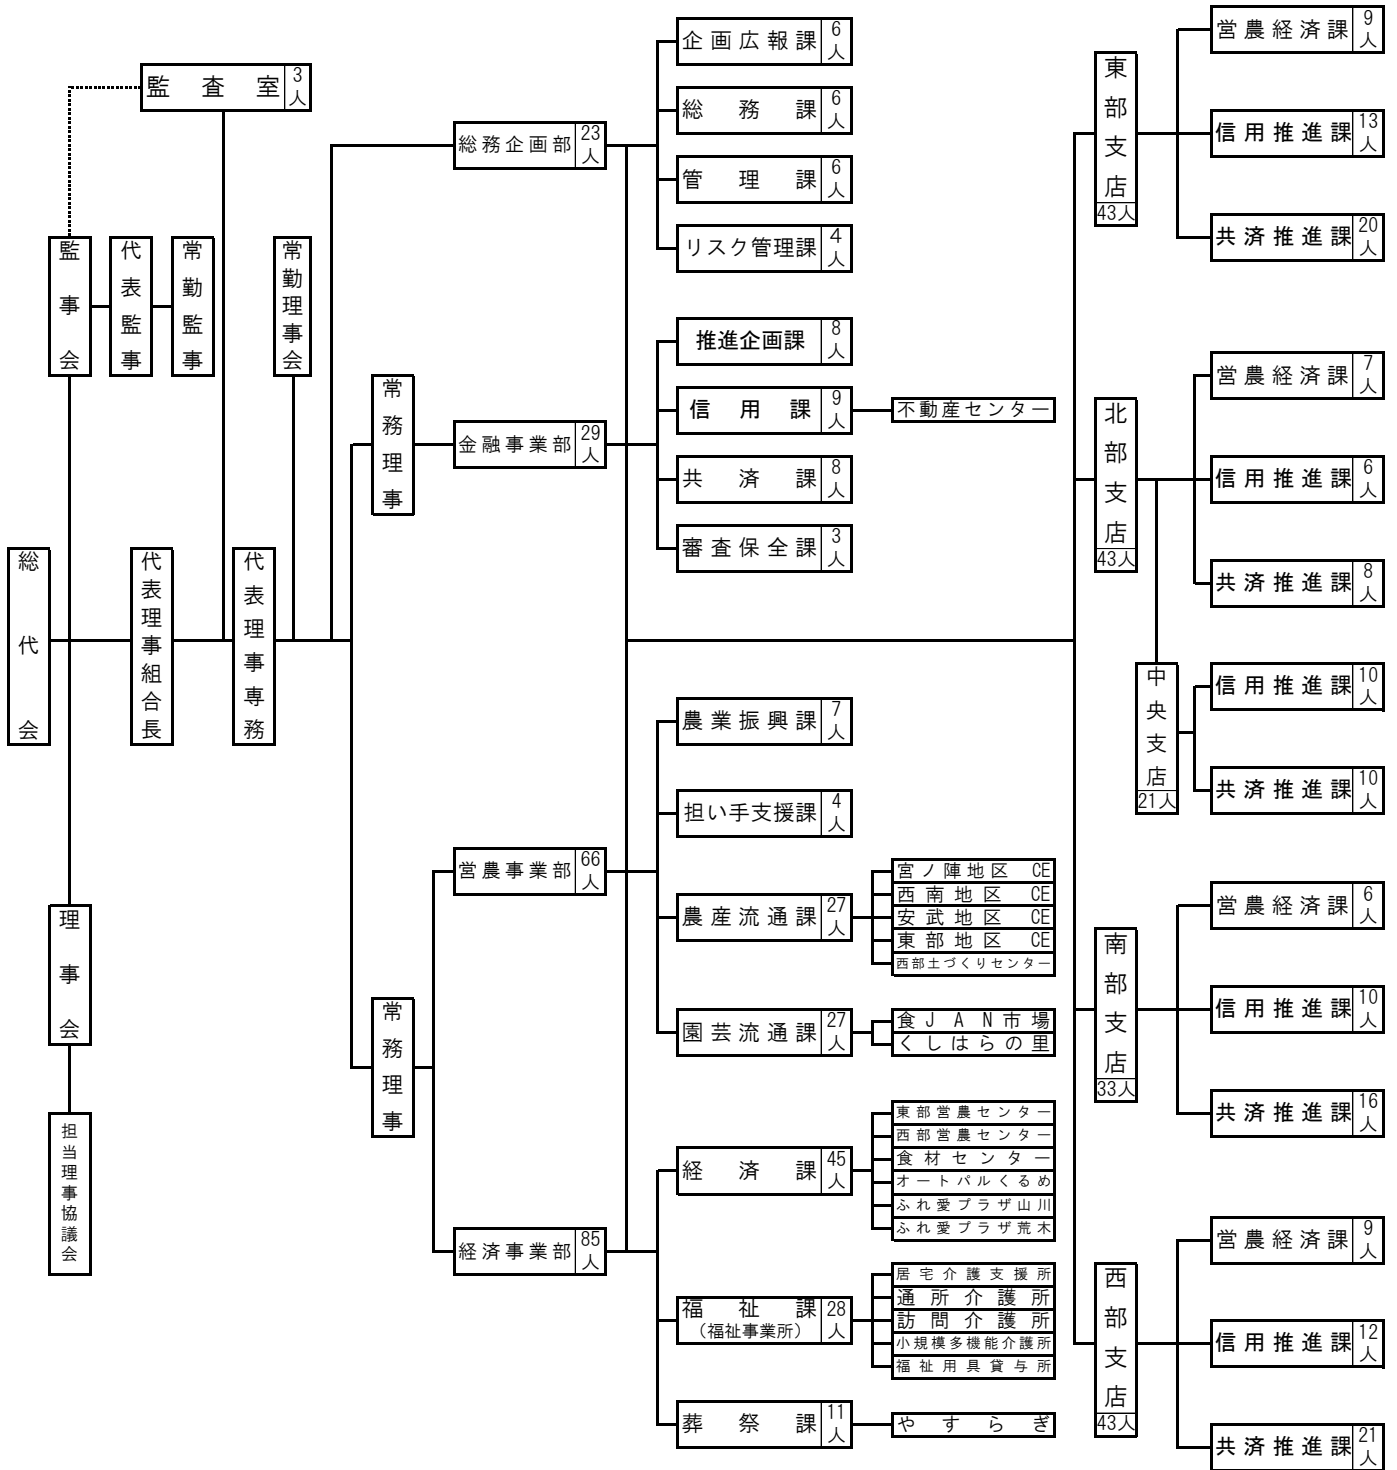 監査室 3人
監事会
代表監事
常勤監事
常勤理事会
総代会
代表理事組合長
代表理事専務
理事会
担当理事協議会
常務理事
常務理事
総務企画部 23人
企画広報課 6人
総務課 6人
管理課 6人
リスク管理課 4人
金融事業部 29人
推進企画課 8人
信用課 9人
不動産センター
共済課 8人
審査保全課 3人
営農事業部 66人
農業振興課 7人
担い手支援課 4人
農産流通課 27人
宮ノ陣地区 CE
西南地区 CE
安武地区 CE
東部地区 CE
西部土づくりセンター
園芸流通課 27人
食JAN市場
くしはらの里
経済事業部 85人
経済課 45人
東部営農センター
西部営農センター
食材センター
オートパルくるめ
ふれ愛プラザ山川
ふれ愛プラザ荒木
福祉課 28人
(福祉事業所)
居宅介護支援所
通所介護所
訪問介護所
小規模多機能介護所
福祉用具貸与所
葬祭課 11人
やすらぎ
東部支店 43人
営農経済課 9人
信用推進課 13人
共済推進課 20人
北部支店 43人
営農経済課 7人
信用推進課 6人
共済推進課 8人
中央支店 21人
信用推進課 10人
共済推進課 10人
南部支店 33人
営農経済課 6人
信用推進課 10人
共済推進課 16人
西部支店 43人
営農経済課 9人
信用推進課 12人
共済推進課 21人